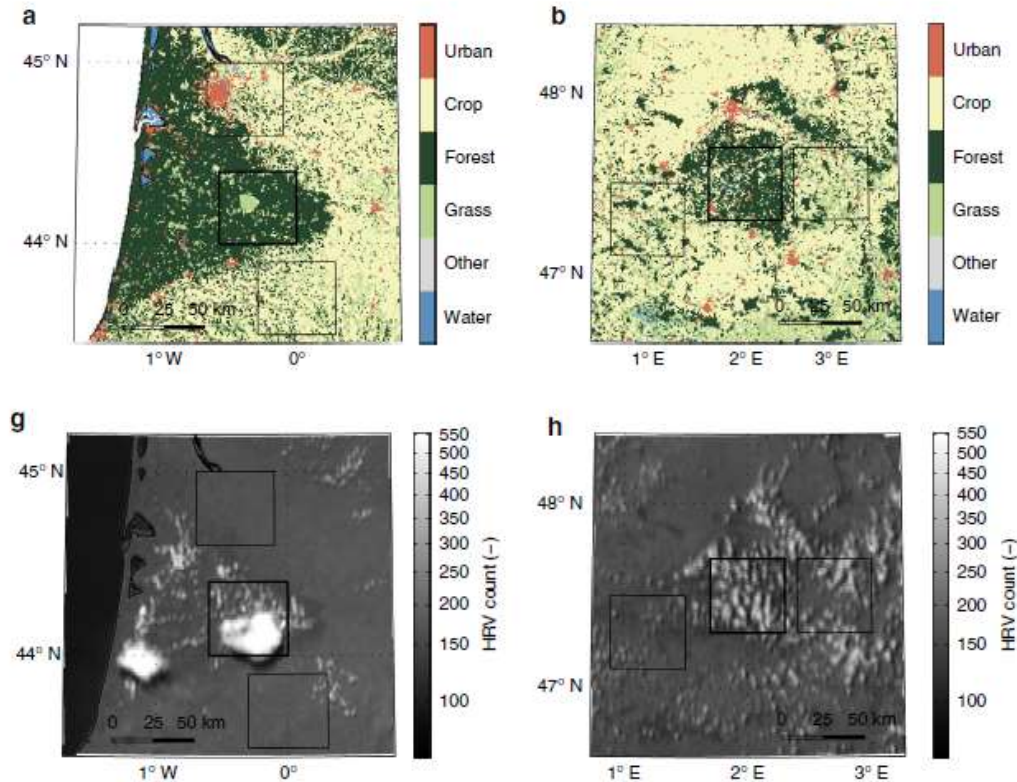 a
45° N
44° N
1° W
0°
0 25 50 km
Urban
Crop
Forest
Grass
Other
Water
b
48° N
47° N
1° E
2° E
3° E
0 25 50 km
Urban
Crop
Forest
Grass
Other
Water
g
45° N
44° N
1° W
0°
0 25 50 km
550
500
450
400
350
300
250
200
150
100
HRV count (–)
h
48° N
47° N
1° E
2° E
3° E
0 25 50 km
550
500
450
400
350
300
250
200
150
100
HRV count (–)